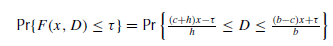 Pr{F(x, D) ≤ τ} = Pr { (c+h)x−τ / h ≤ D ≤ (b−c)x+τ / b }